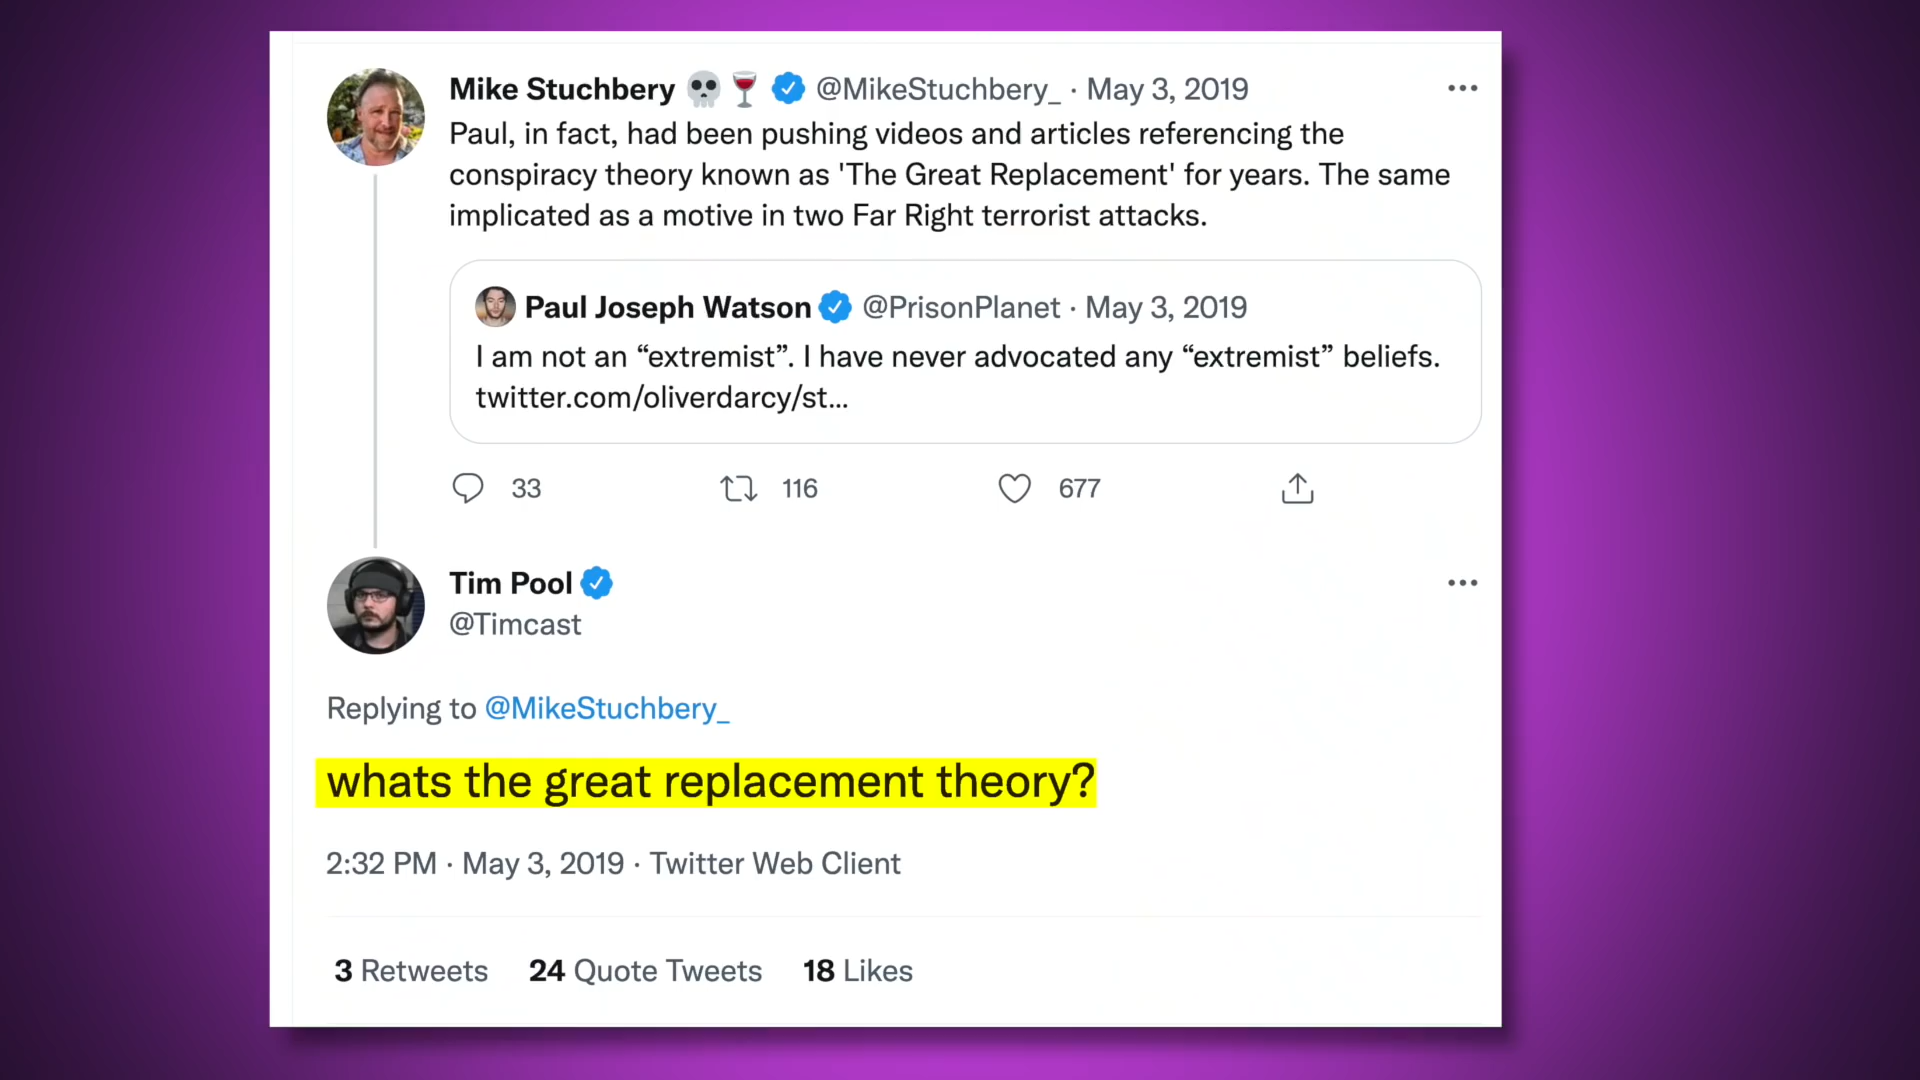 Mike Stuchbery 💀🍷 @MikeStuchbery_ · May 3, 2019
Paul, in fact, had been pushing videos and articles referencing the
conspiracy theory known as 'The Great Replacement' for years. The same
implicated as a motive in two Far Right terrorist attacks.
Paul Joseph Watson @PrisonPlanet · May 3, 2019
I am not an “extremist”. I have never advocated any “extremist” beliefs.
twitter.com/oliverdarcy/st...
33 116 677
Tim Pool
@Timcast
Replying to @MikeStuchbery_
whats the great replacement theory?
2:32 PM · May 3, 2019 · Twitter Web Client
3 Retweets 24 Quote Tweets 18 Likes